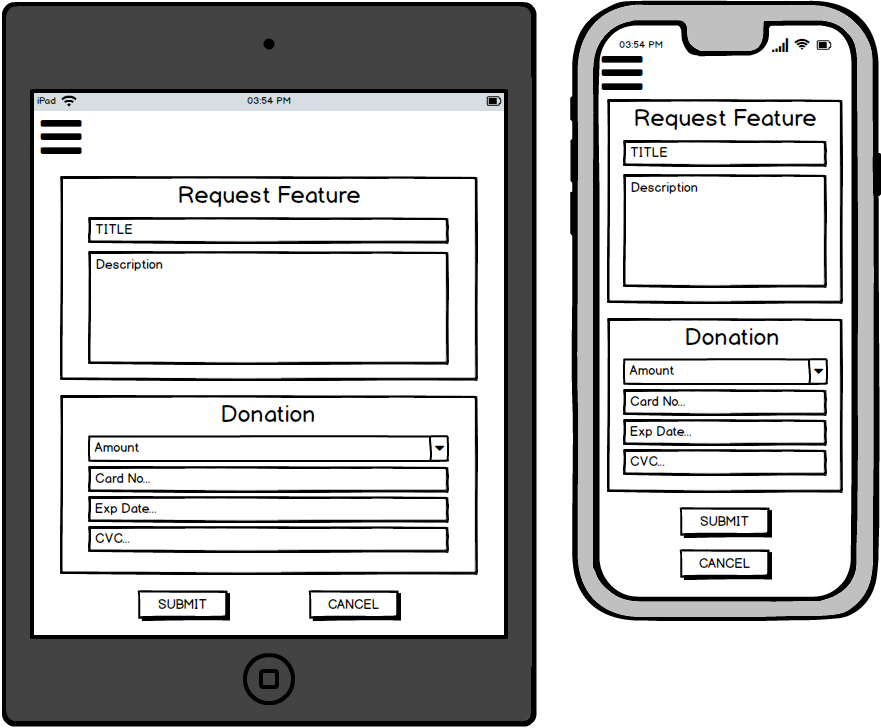 iPad 03:54 PM
Request Feature
TITLE
Description
Donation
Amount
Card No...
Exp Date...
CVC...
SUBMIT CANCEL
03:54 PM
Request Feature
TITLE
Description
Donation
Amount
Card No...
Exp Date...
CVC...
SUBMIT
CANCEL